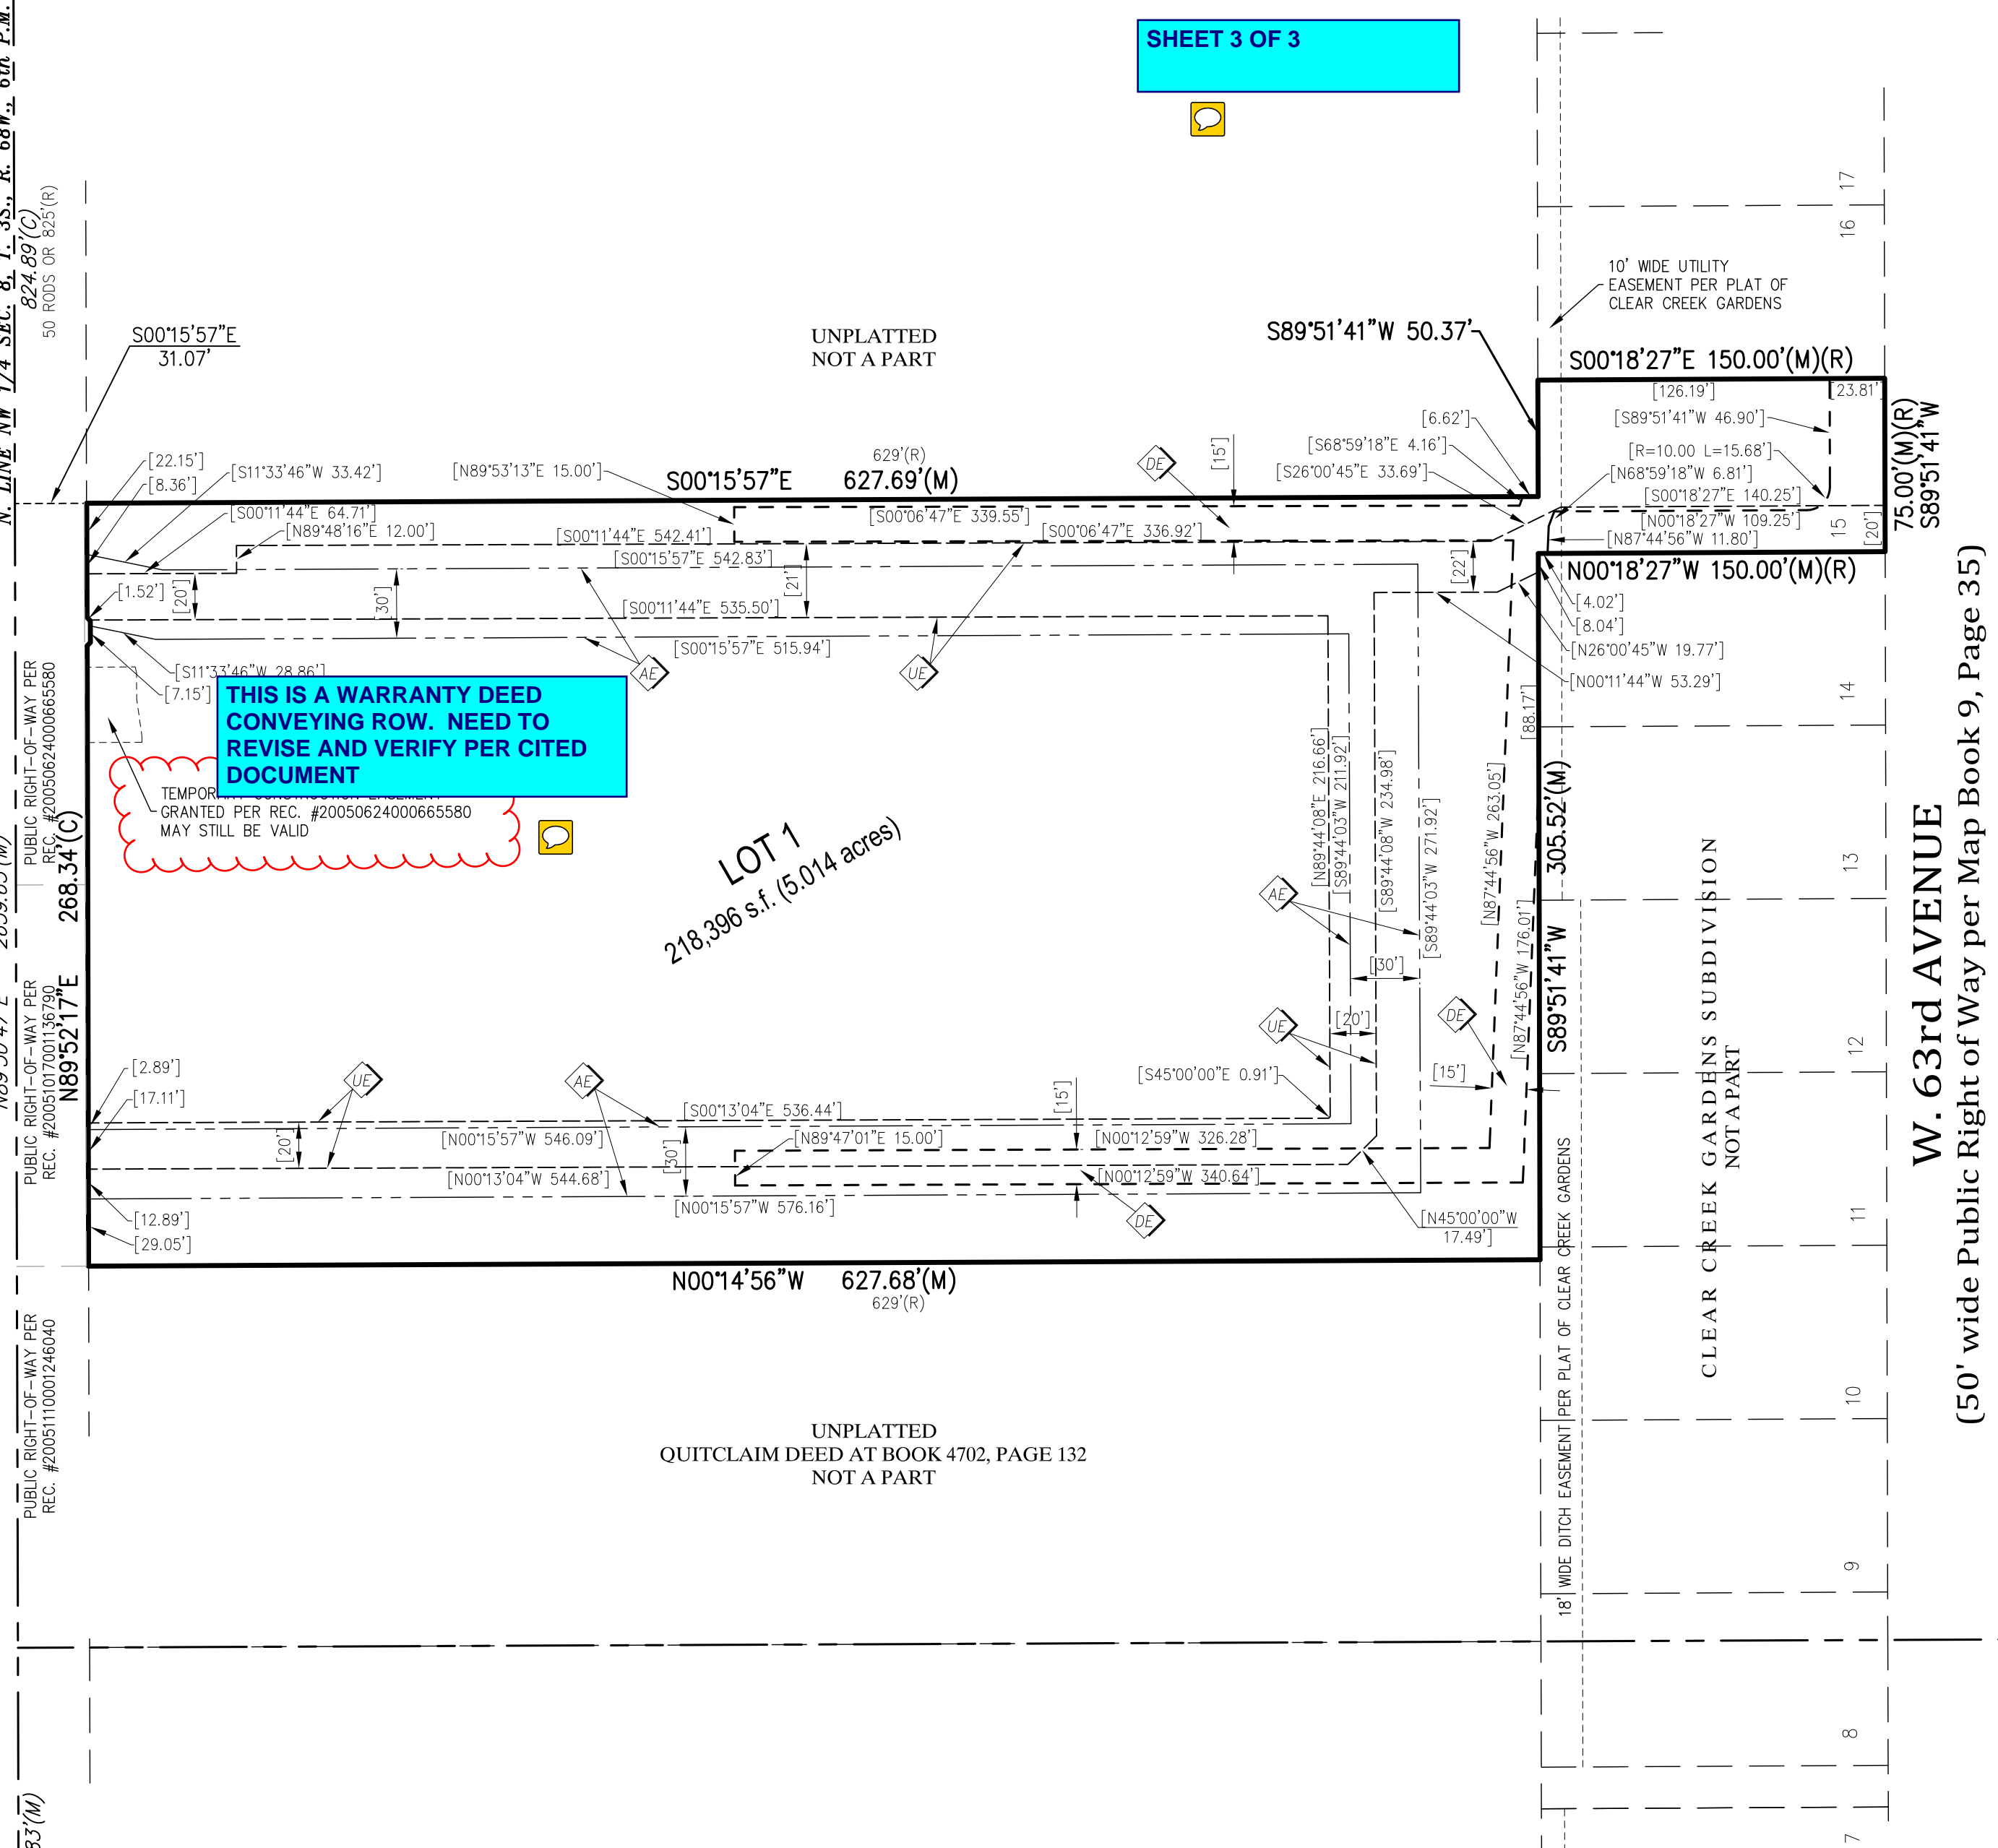 SHEET 3 OF 3
N. LINE NW 1/4 SEC. 8, T. 3S., R. 68W., 6th P.M.
824.89'(C)
50 RODS OR 825'(R)
S00°15'57"E
31.07'
UNPLATTED
NOT A PART
S89°51'41"W 50.37'
10' WIDE UTILITY
EASEMENT PER PLAT OF
CLEAR CREEK GARDENS
17
16
S00°18'27"E 150.00'(M)(R)
[126.19']
[23.81']
[S89°51'41"W 46.90']
[R=10.00 L=15.68']
[N68°59'18"W 6.81']
[S00°18'27"E 140.25']
[N00°18'27"W 109.25']
[N87°44'56"W 11.80']
15
[20']
75.00'(M)(R)
S89°51'41"W
N00°18'27"W 150.00'(M)(R)
[6.62']
[S68°59'18"E 4.16']
[S26°00'45"E 33.69']
[15']
DE
629'(R)
S00°15'57"E 627.69'(M)
[N89°53'13"E 15.00']
[22.15']
[8.36']
[S11°33'46"W 33.42']
[S00°11'44"E 64.71']
[N89°48'16"E 12.00']
[S00°11'44"E 542.41']
[S00°15'57"E 542.83']
[S00°06'47"E 339.55']
[S00°06'47"E 336.92']
[1.52']
[20']
[30']
[21']
[22']
[S00°11'44"E 535.50']
[S00°15'57"E 515.94']
AE
UE
[4.02']
[8.04']
[N26°00'45"W 19.77']
[N00°11'44"W 53.29']
[S11°33'46"W 28.86']
[7.15']
THIS IS A WARRANTY DEED
CONVEYING ROW. NEED TO
REVISE AND VERIFY PER CITED
DOCUMENT
GRANTED PER REC. #20050624000665580
MAY STILL BE VALID
PUBLIC RIGHT-OF-WAY PER
REC. #20050624000665580
268.34'(C)
N89°52'17"E
PUBLIC RIGHT-OF-WAY PER
REC. #20051017001136790
LOT 1
218,396 s.f. (5.014 acres)
[N89°44'08"E 216.66']
[S89°44'03"W 211.92']
[S89°44'08"W 234.98']
[S89°44'03"W 271.92']
[N87°44'56"W 263.05']
[N87°44'56"W 176.01']
[88.17']
305.52'(M)
S89°51'41"W
AE
[30']
UE
[20']
DE
[15']
[S45°00'00"E 0.91']
14
13
12
11
10
9
8
7
CLEAR CREEK GARDENS SUBDIVISION
NOT A PART
W. 63rd AVENUE
(50' wide Public Right of Way per Map Book 9, Page 35)
[2.89']
[17.11']
UE
AE
[S00°13'04"E 536.44']
[15']
[20']
[N00°15'57"W 546.09']
[30']
[N89°47'01"E 15.00']
[N00°12'59"W 326.28']
[N00°13'04"W 544.68']
[N00°12'59"W 340.64']
[N00°15'57"W 576.16']
DE
[12.89']
[29.05']
[N45°00'00"W
17.49']
N00°14'56"W 627.68'(M)
629'(R)
PUBLIC RIGHT-OF-WAY PER
REC. #20051110001246040
18' WIDE DITCH EASEMENT PER PLAT OF CLEAR CREEK GARDENS
UNPLATTED
QUITCLAIM DEED AT BOOK 4702, PAGE 132
NOT A PART
83'(M)